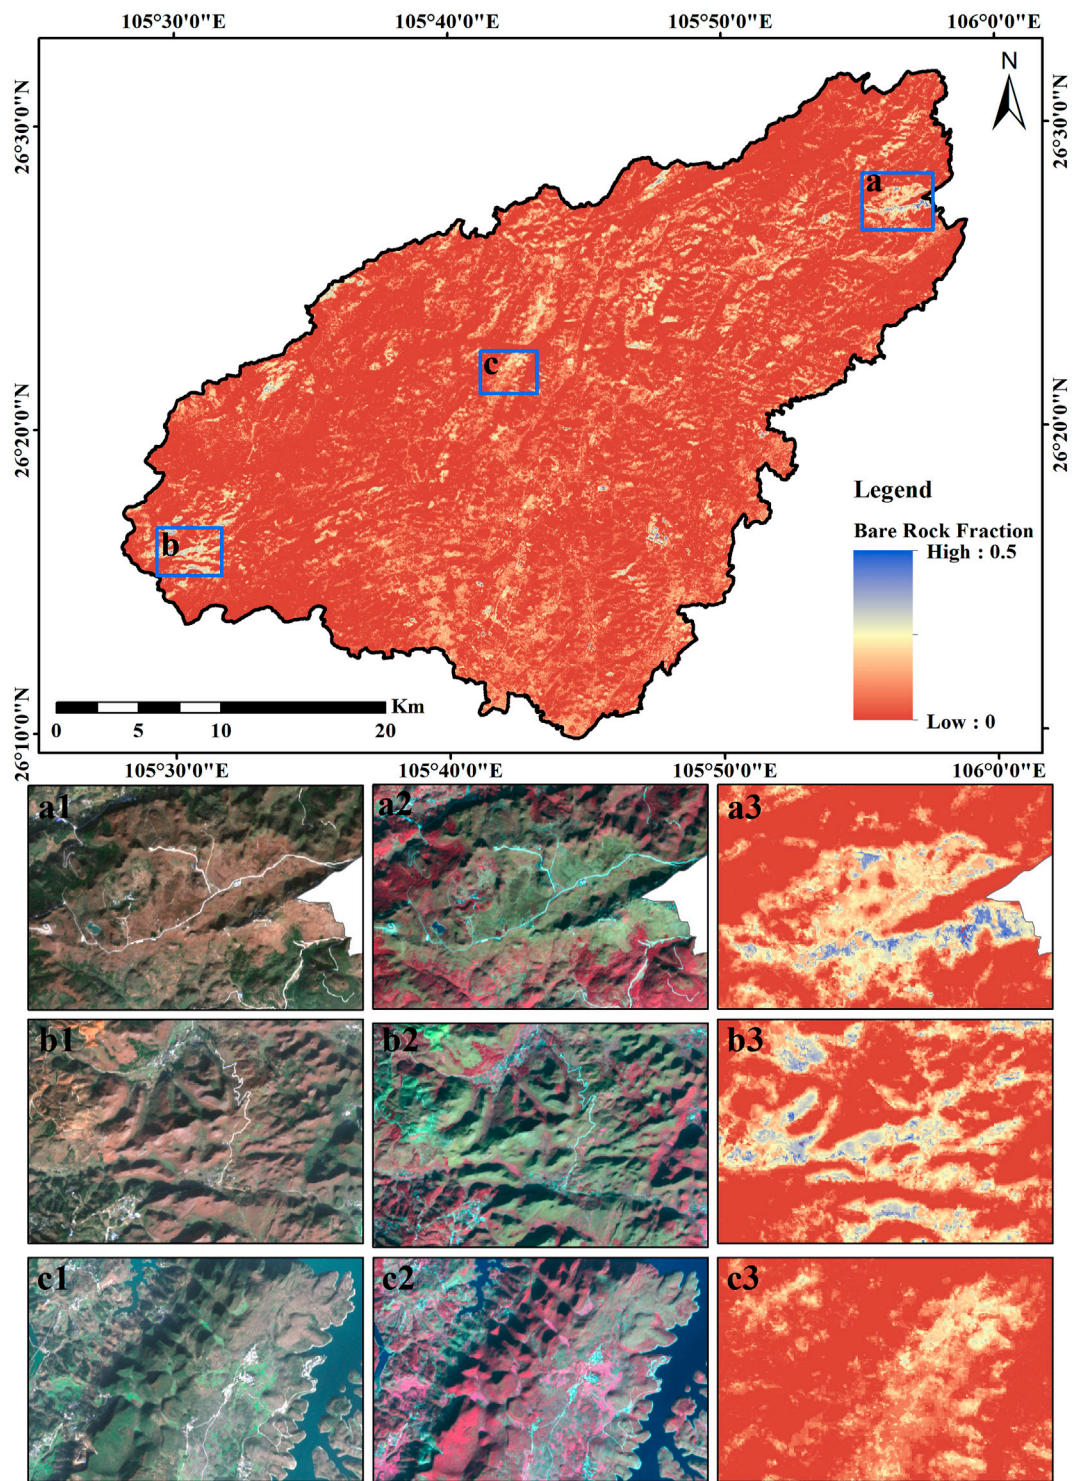 105°30'0"E 105°40'0"E 105°50'0"E 106°0'0"E
N
26°30'0"N 26°30'0"N
a
c
26°20'0"N 26°20'0"N
Legend
b
Bare Rock Fraction
High : 0.5
Low : 0
Km
0 5 10 20
26°10'0"N
105°30'0"E 105°40'0"E 105°50'0"E 106°0'0"E
a1 a2 a3
b1 b2 b3
c1 c2 c3